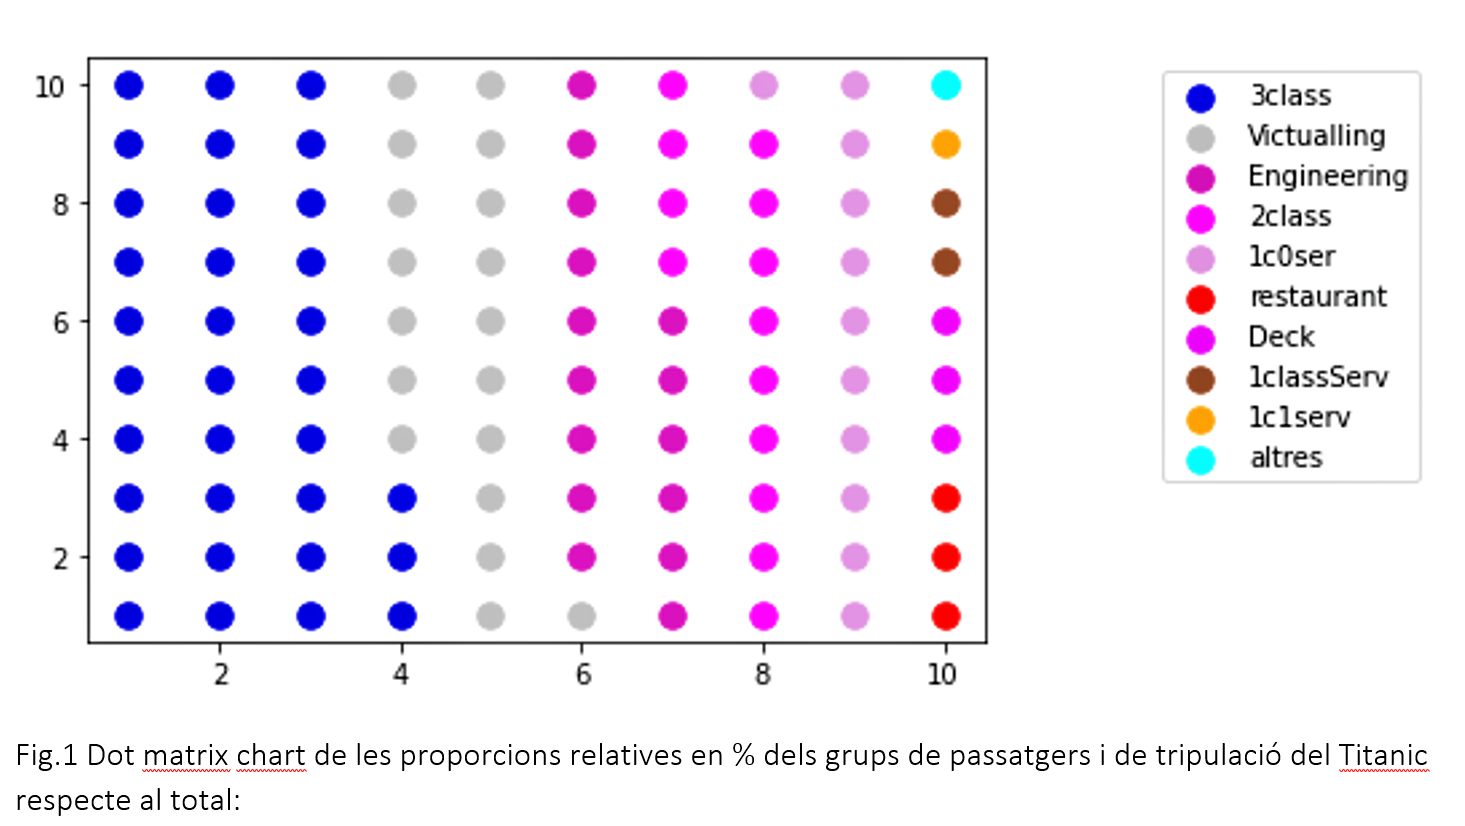 10
8
6
4
2
2 4 6 8 10
3class
Victualling
Engineering
2class
1c0ser
restaurant
Deck
1classServ
1c1serv
altres
Fig.1 Dot matrix chart de les proporcions relatives en % dels grups de passatgers i de tripulació del Titanic
respecte al total: